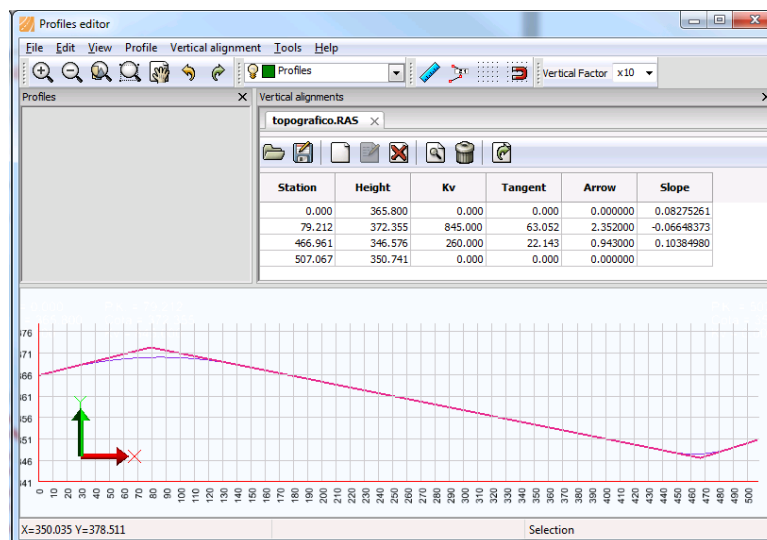 Profiles editor
File Edit View Profile Vertical alignment Tools Help
Profiles Vertical Factor x10
Profiles X Vertical alignments
topografico.RAS
Station Height Kv Tangent Arrow Slope
0.000 365.800 0.000 0.000 0.000000 0.08275261
79.212 372.355 845.000 63.052 2.352000 -0.06648373
466.961 346.576 260.000 22.143 0.943000 0.10384980
507.067 350.741 0.000 0.000 0.000000
376
371
366
361
356
351
346
341
Y
X
0 10 20 30 40 50 60 70 80 90 100 110 120 130 140 150 160 170 180 190 200 210 220 230 240 250 260 270 280 290 300 310 320 330 340 350 360 370 380 390 400 410 420 430 440 450 460 470 480 490 500
X=350.035 Y=378.511 Selection